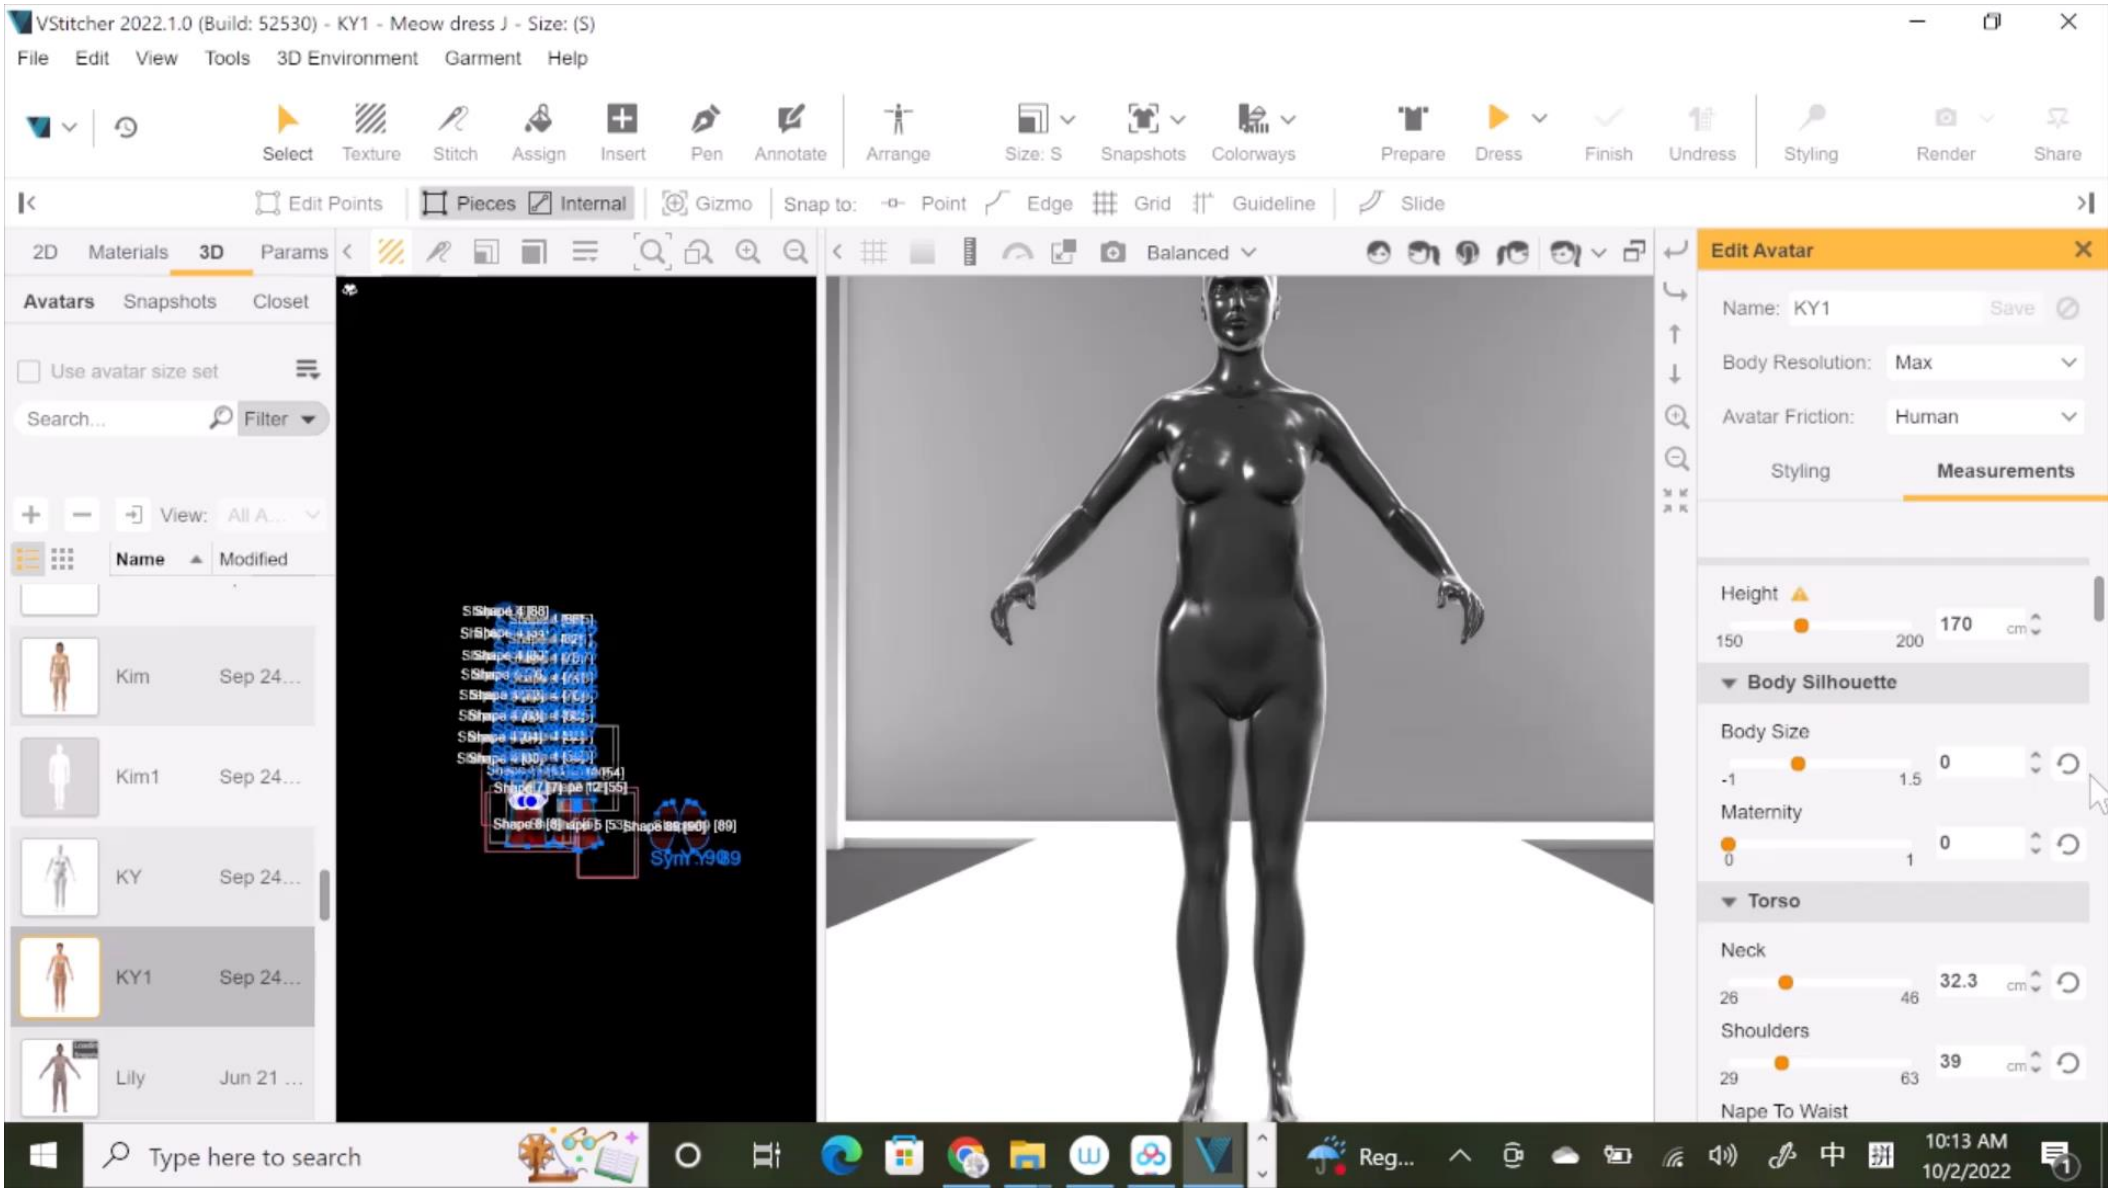 VStitcher 2022.1.0 (Build: 52530) - KY1 - Meow dress J - Size: (S)
File Edit View Tools 3D Environment Garment Help
Select Texture Stitch Assign Insert Pen Annotate Arrange Size: S Snapshots Colorways Prepare Dress Finish Undress Styling Render Share
Edit Points Pieces Internal Gizmo Snap to: Point Edge Grid Guideline Slide
2D Materials 3D Params Balanced Edit Avatar
Avatars Snapshots Closet
Name: KY1 Save
Use avatar size set
Body Resolution: Max
Search... Filter
Avatar Friction: Human
Styling Measurements
View: All A...
Name Modified
Height
170 cm
150 200
Kim Sep 24...
Body Silhouette
Body Size
0
-1 1.5
Kim1 Sep 24...
Maternity
0
0 1
KY Sep 24...
Torso
Neck
32.3 cm
26 46
KY1 Sep 24...
Shoulders
39 cm
29 63
Lily Jun 21 ...
Nape To Waist
Type here to search
Reg...
中 拼
10:13 AM
10/2/2022
1